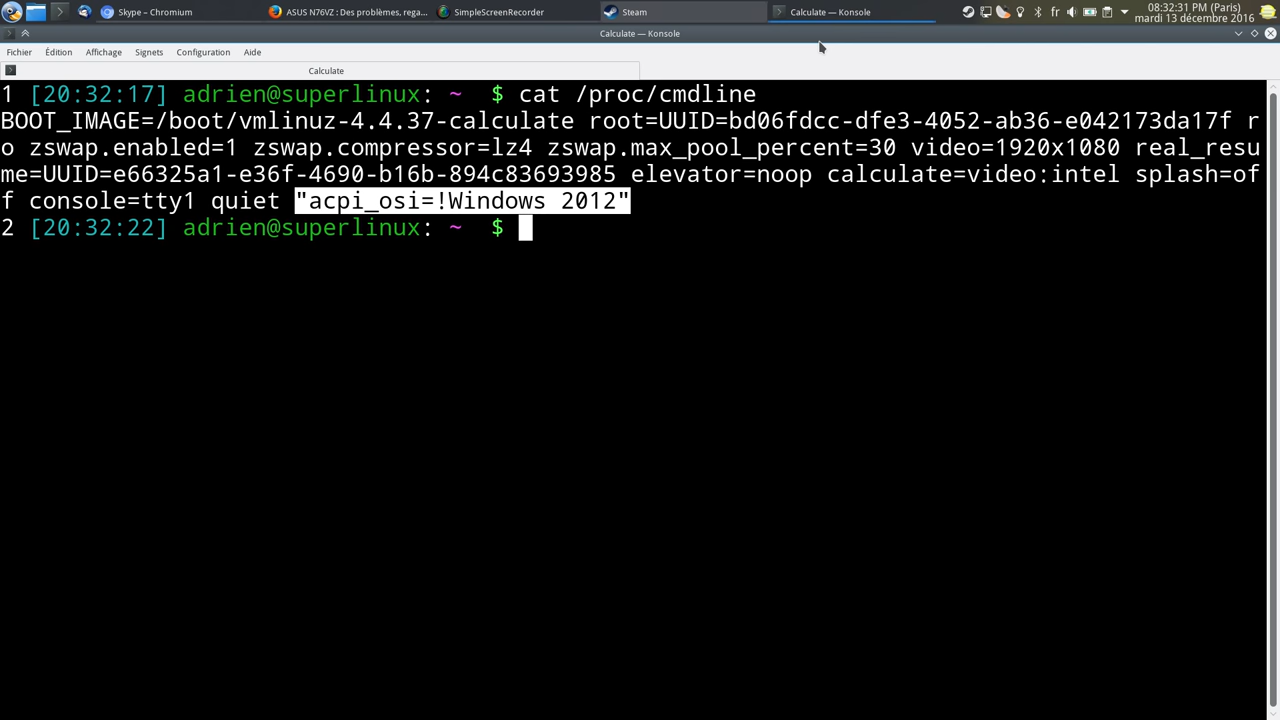 Skype – Chromium
ASUS N76VZ : Des problèmes, rega...
SimpleScreenRecorder
Steam
Calculate — Konsole
fr
08:32:31 PM (Paris)
mardi 13 décembre 2016
Calculate — Konsole
Fichier Édition Affichage Signets Configuration Aide
Calculate
1 [20:32:17] adrien@superlinux: ~ $ cat /proc/cmdline
BOOT_IMAGE=/boot/vmlinuz-4.4.37-calculate root=UUID=bd06fdcc-dfe3-4052-ab36-e042173da17f r
o zswap.enabled=1 zswap.compressor=lz4 zswap.max_pool_percent=30 video=1920x1080 real_resu
me=UUID=e66325a1-e36f-4690-b16b-894c83693985 elevator=noop calculate=video:intel splash=of
f console=tty1 quiet "acpi_osi=!Windows 2012"
2 [20:32:22] adrien@superlinux: ~ $